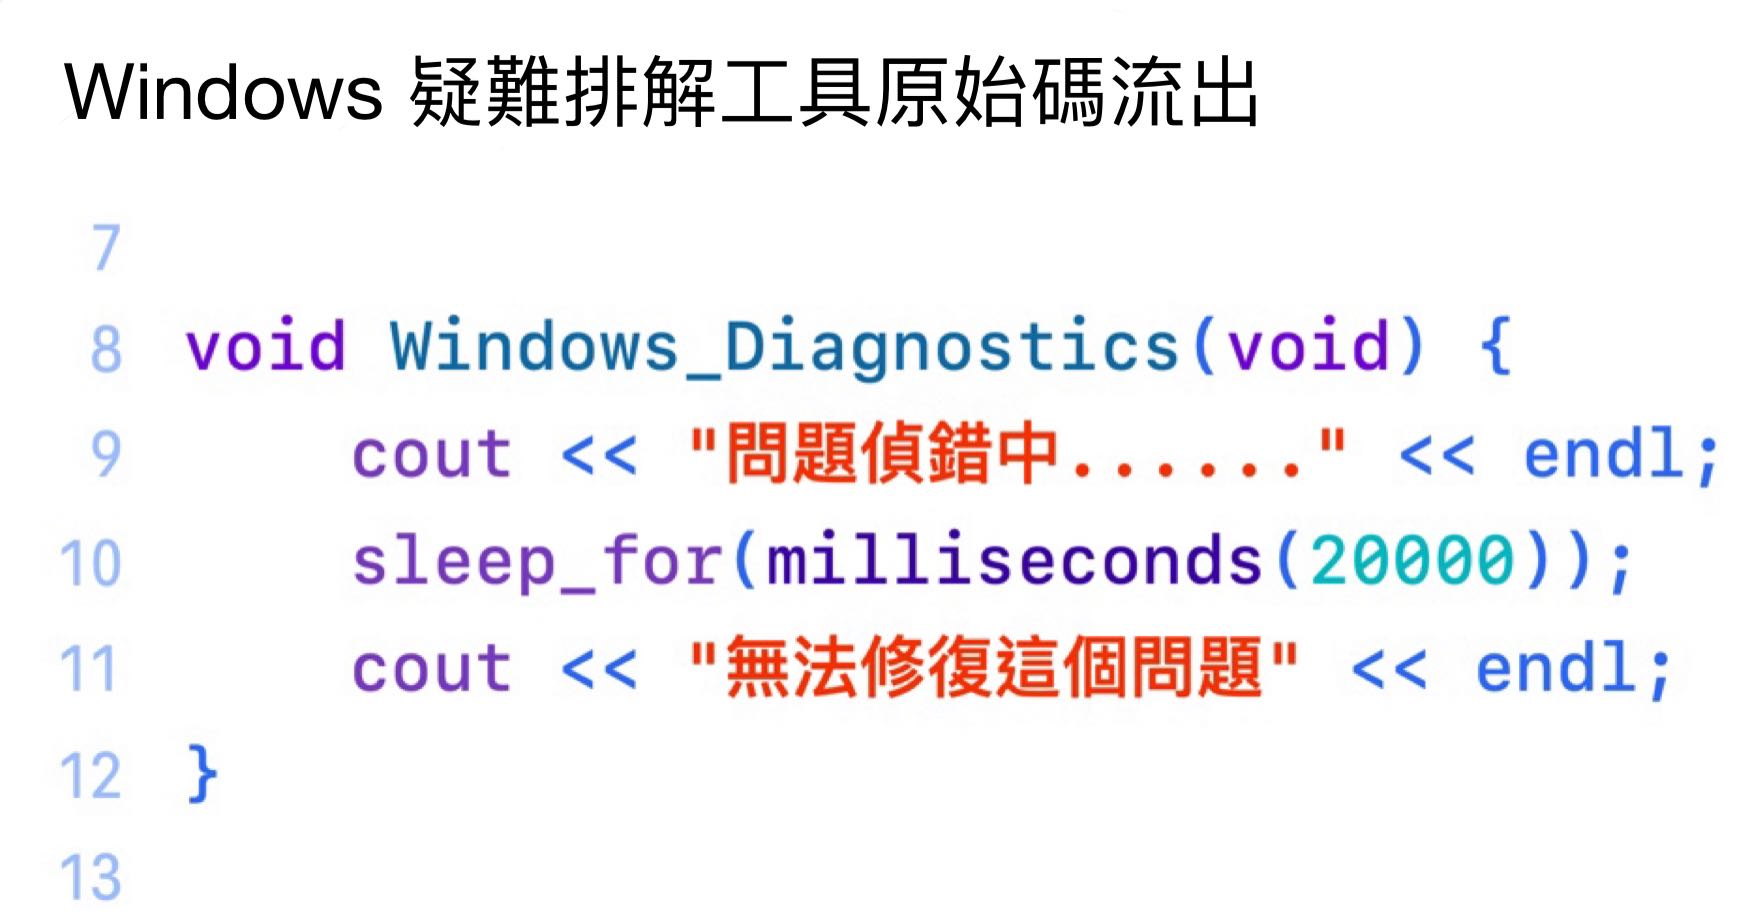 Windows 疑難排解工具原始碼流出
7
8 void Windows_Diagnostics(void) {
9 cout << "問題偵錯中......" << endl;
10 sleep_for(milliseconds(20000));
11 cout << "無法修復這個問題" << endl;
12 }
13